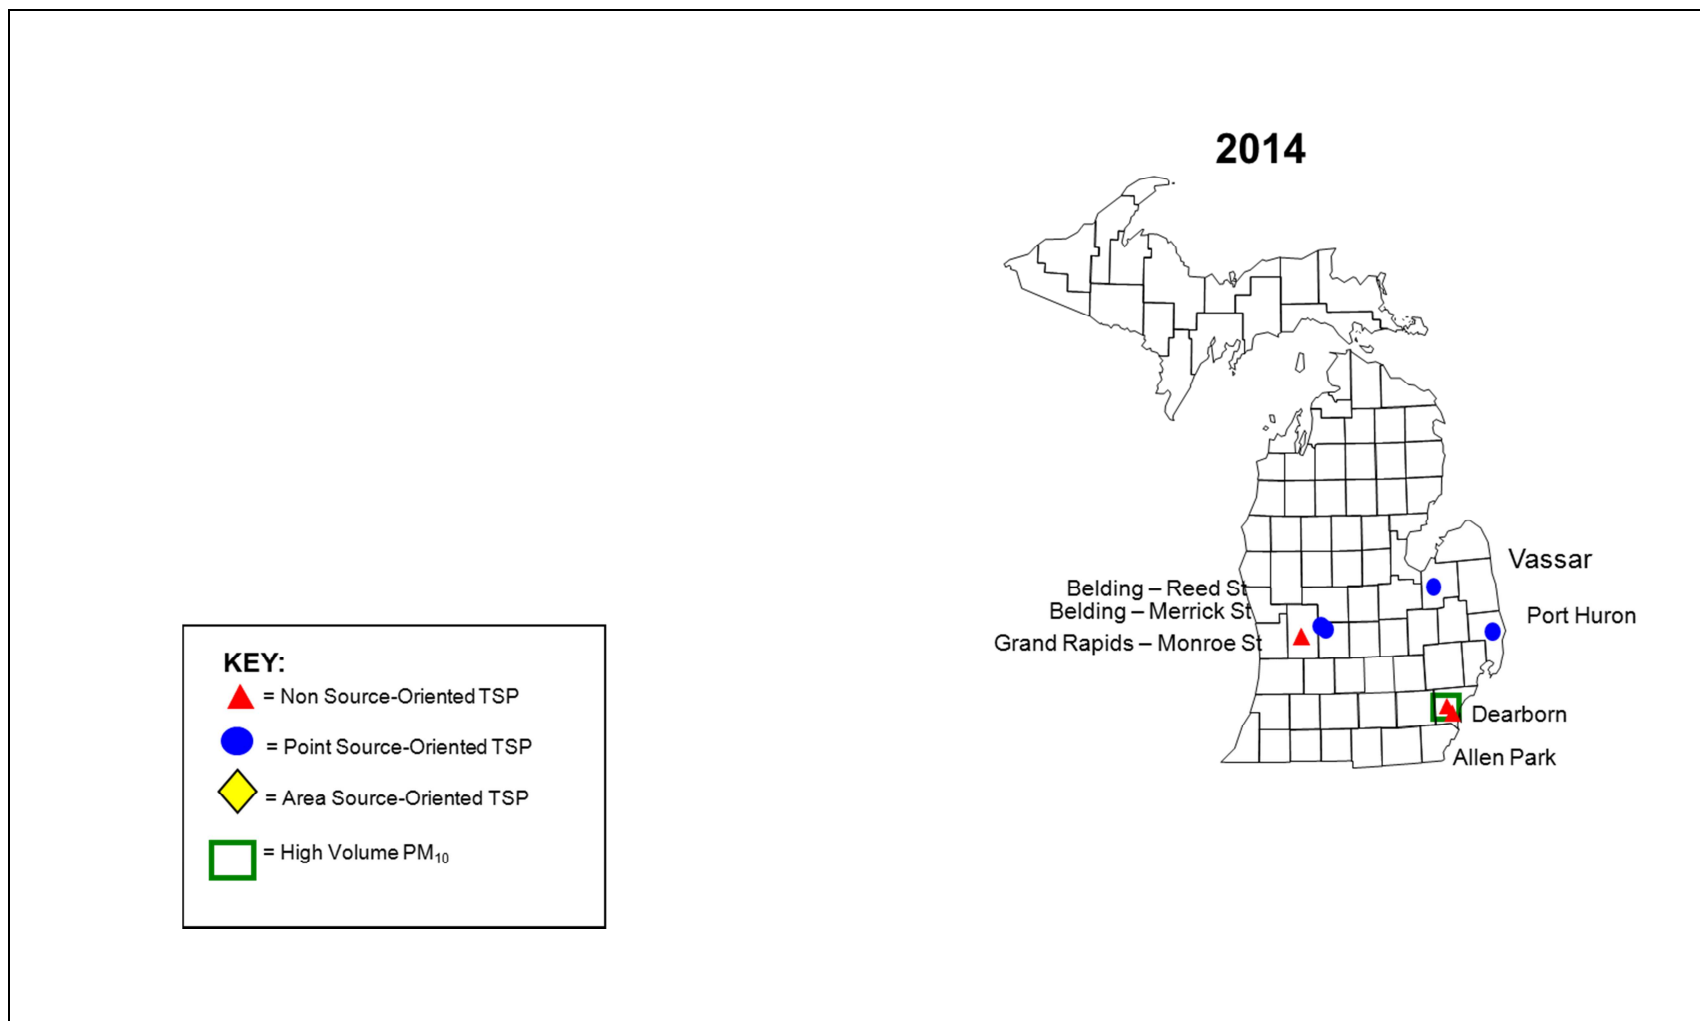 2014
Vassar
Belding – Reed St
Belding – Merrick St
Port Huron
Grand Rapids – Monroe St
KEY:
= Non Source-Oriented TSP
= Point Source-Oriented TSP
= Area Source-Oriented TSP
= High Volume PM10
Dearborn
Allen Park